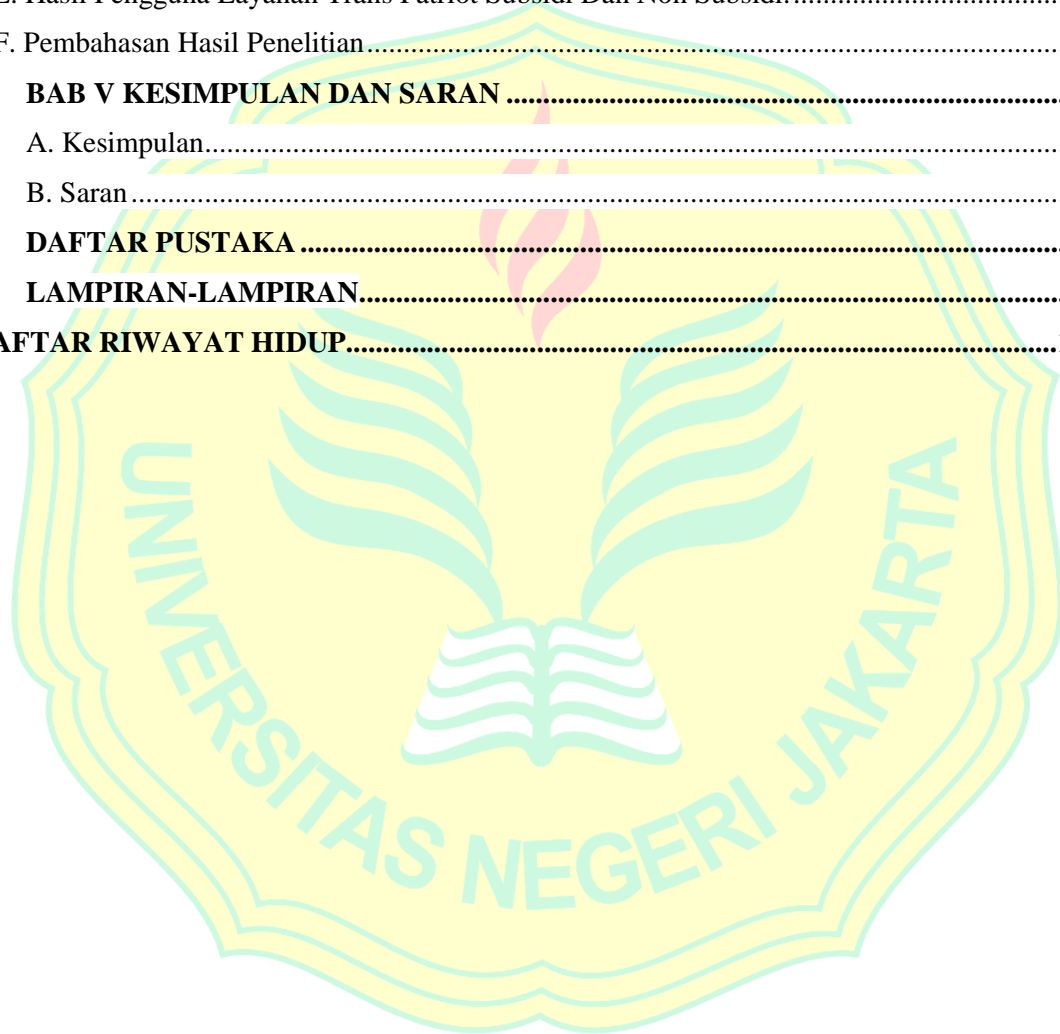 . Hasil Pengguna Layanan Trans Patriot Subsidi Dan Non Subsidi.......................................
F. Pembahasan Hasil Penelitian..........................................................................................
BAB V KESIMPULAN DAN SARAN ...............................................................................
A. Kesimpulan.................................................................................................................
B. Saran ..........................................................................................................................
DAFTAR PUSTAKA .......................................................................................................
LAMPIRAN-LAMPIRAN................................................................................................
AFTAR RIWAYAT HIDUP..............................................................................................
UNIVERSITAS NEGERI JAKARTA